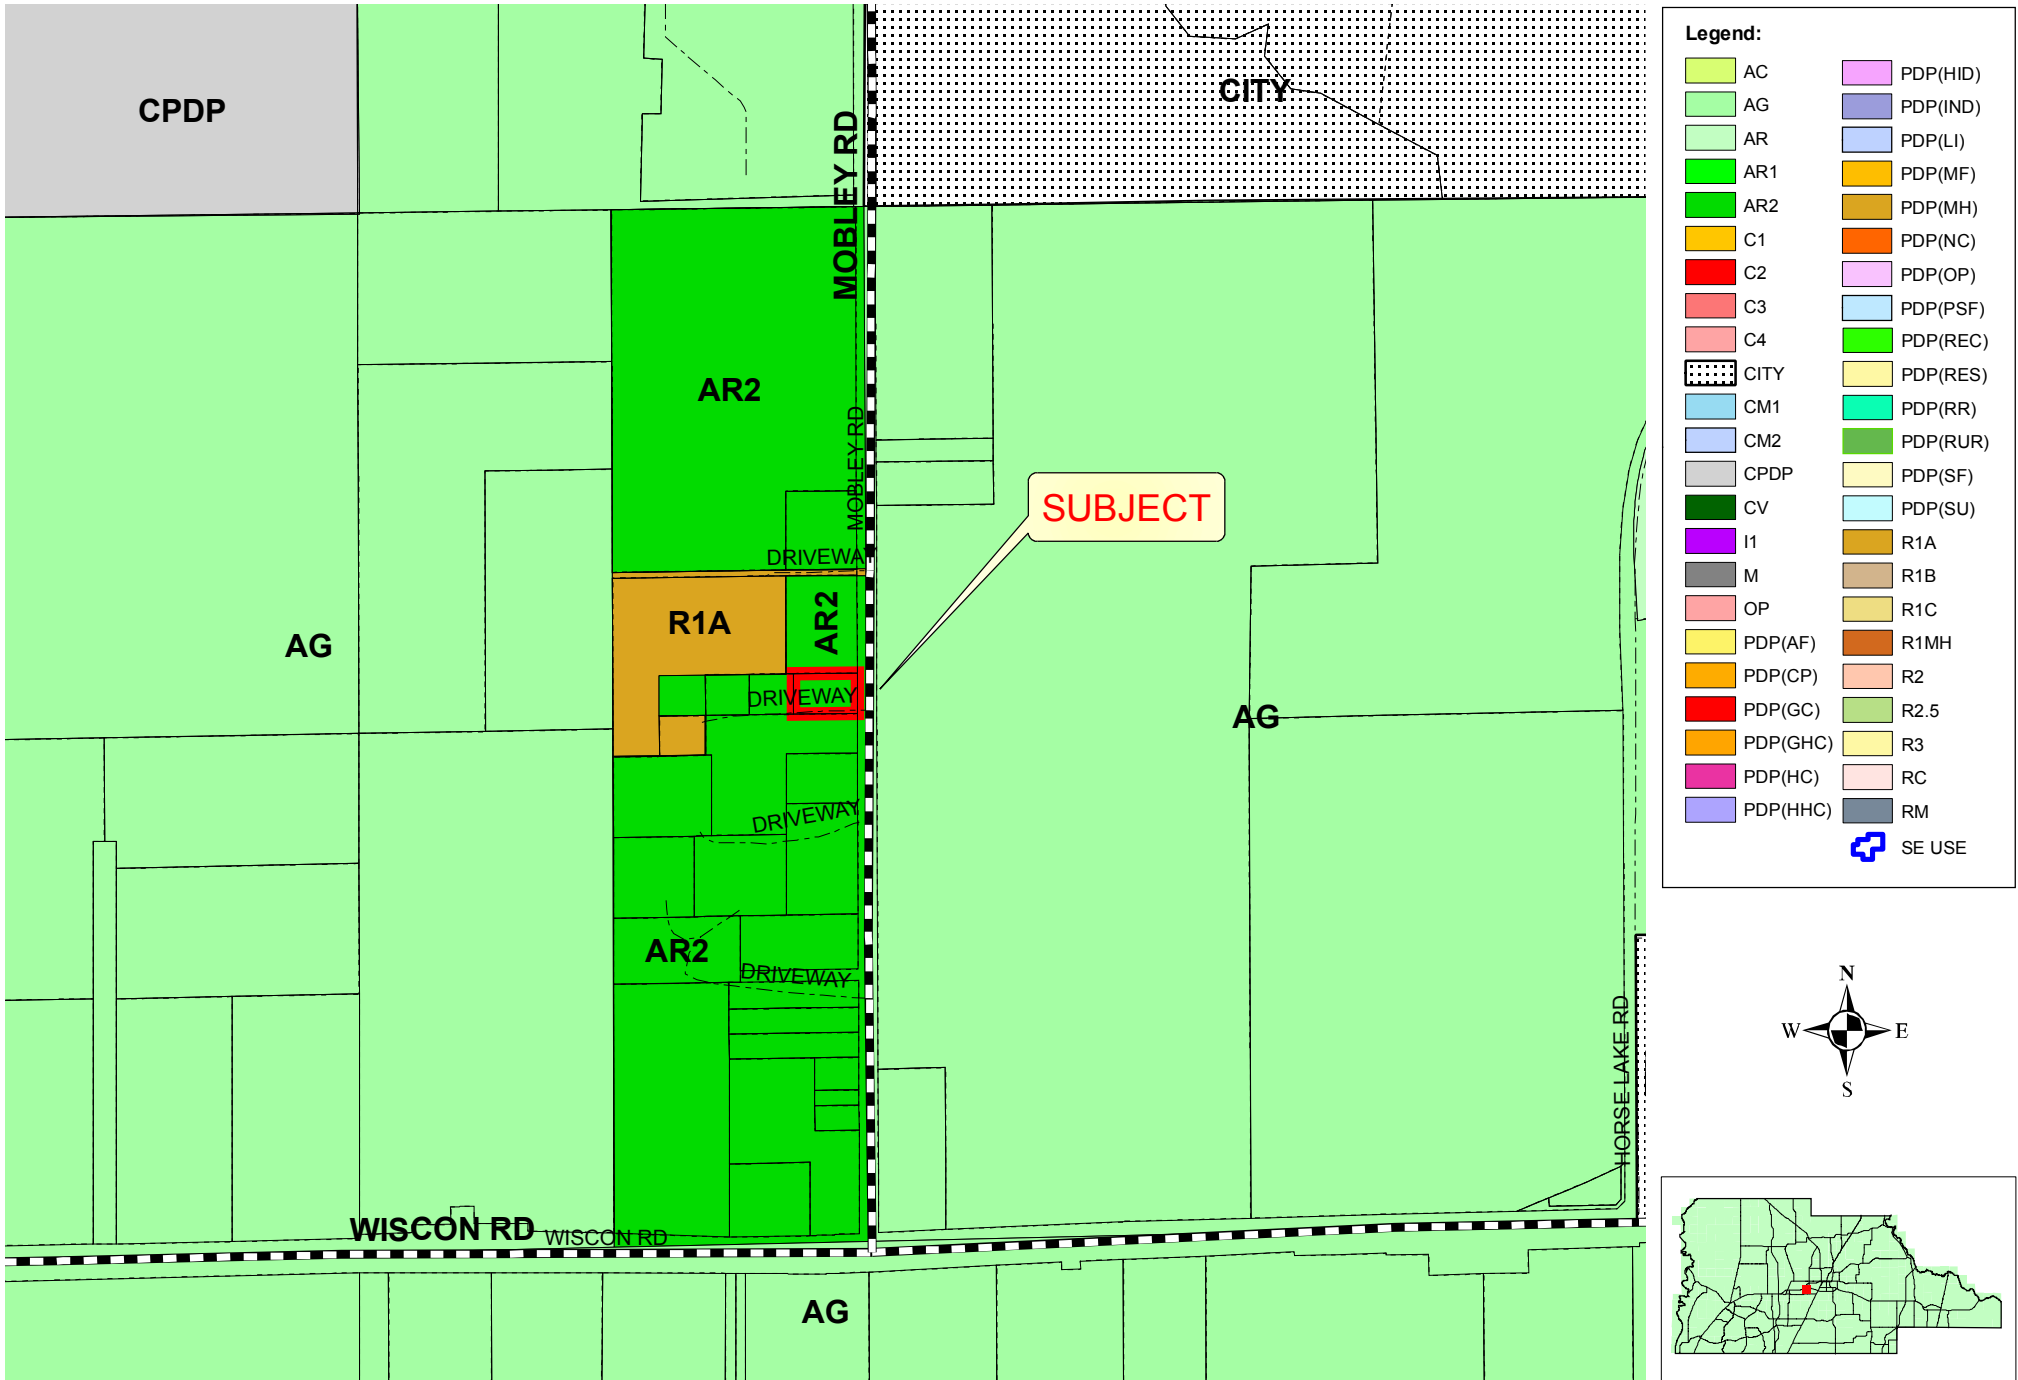 CPDP
CITY
MOBLEY RD
AR2
MOBLEY RD
SUBJECT
DRIVEWAY
R1A
AR2
AG
DRIVEWAY
AG
DRIVEWAY
AR2
DRIVEWAY
HORSE LAKE RD
WISCON RD
WISCON RD
AG
Legend:
AC
AG
AR
AR1
AR2
C1
C2
C3
C4
CITY
CM1
CM2
CPDP
CV
I1
M
OP
PDP(AF)
PDP(CP)
PDP(GC)
PDP(GHC)
PDP(HC)
PDP(HHC)
PDP(HID)
PDP(IND)
PDP(LI)
PDP(MF)
PDP(MH)
PDP(NC)
PDP(OP)
PDP(PSF)
PDP(REC)
PDP(RES)
PDP(RR)
PDP(RUR)
PDP(SF)
PDP(SU)
R1A
R1B
R1C
R1MH
R2
R2.5
R3
RC
RM
SE USE
N
W E
S